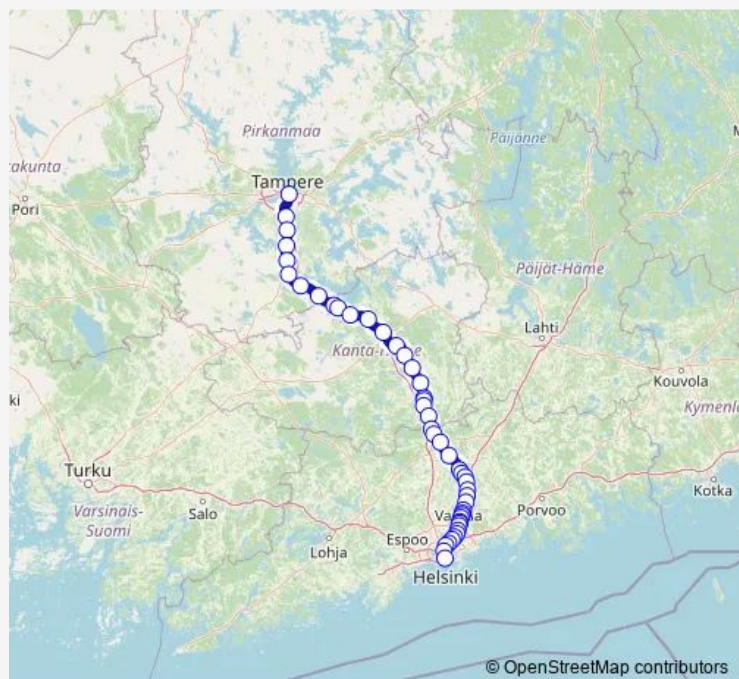 Pirkanmaa
Päijänne
Tampere
Pori
Päijät-Häme
Lahti
Kouvola
Turku
Varsinais-
Suomi
Salo
Lohja
Espoo
Porvoo
Kotka
Helsinki
© OpenStreetMap contributors